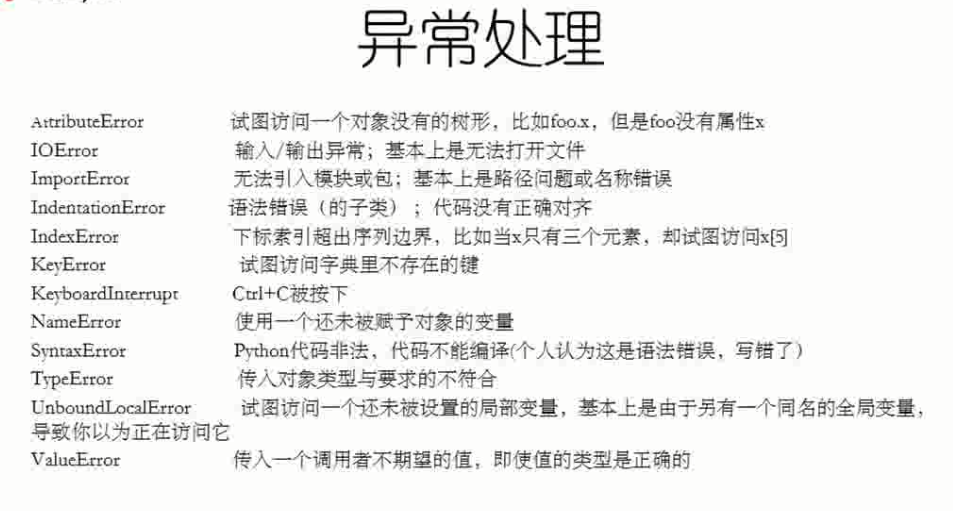 异常处理
AttributeError 试图访问一个对象没有的树形，比如foo.x，但是foo没有属性x
IOError 输入/输出异常；基本上是无法打开文件
ImportError 无法引入模块或包；基本上是路径问题或名称错误
IndentationError 语法错误（的子类）；代码没有正确对齐
IndexError 下标索引超出序列边界，比如当x只有三个元素，却试图访问x[5]
KeyError 试图访问字典里不存在的键
KeyboardInterrupt Ctrl+C被按下
NameError 使用一个还未被赋予对象的变量
SyntaxError Python代码非法，代码不能编译(个人认为这是语法错误，写错了）
TypeError 传入对象类型与要求的不符合
UnboundLocalError 试图访问一个还未被设置的局部变量，基本上是由于另有一个同名的全局变量，
导致你以为正在访问它
ValueError 传入一个调用者不期望的值，即使值的类型是正确的